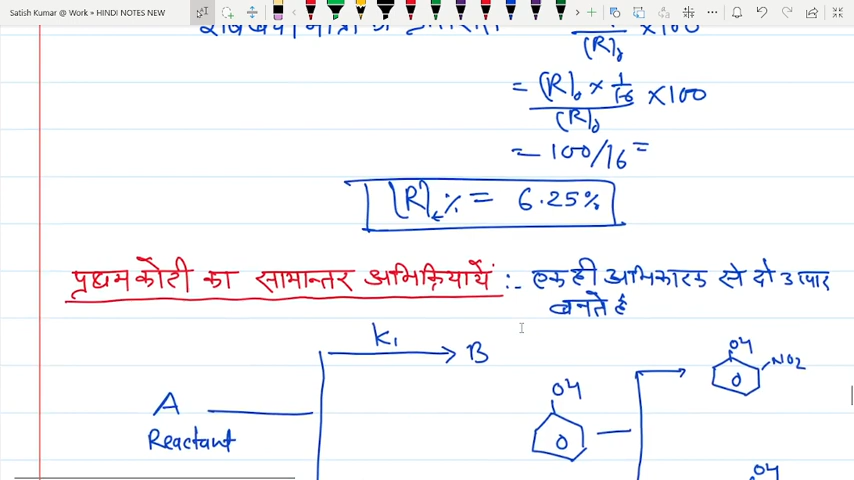 Satish Kumar @ Work » HINDI NOTES NEW
(R)₀ ×100
= (R)₀ × 1/16 ×100
(R)₀
= 100/16 =
[R]t % = 6.25%
प्रथम कोटी का सामान्तर अभिक्रियायें :- एक ही अभिकारक से दो उत्पाद
बनते है
K₁
B
A
Reactant
OH
NO2
OH
OH